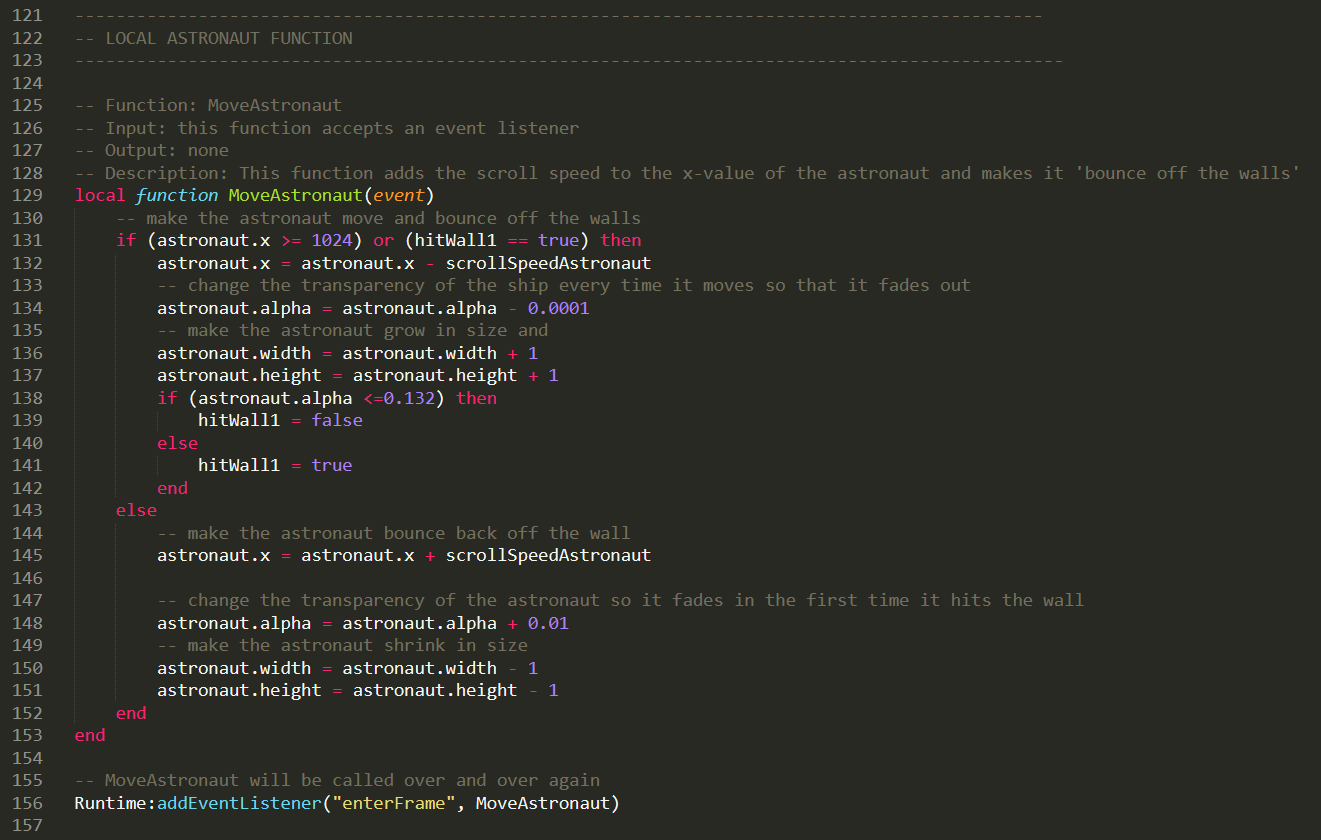 121 ----------------------------------------------------------------------------------------------
122 -- LOCAL ASTRONAUT FUNCTION
123 ------------------------------------------------------------------------------------------------
124
125 -- Function: MoveAstronaut
126 -- Input: this function accepts an event listener
127 -- Output: none
128 -- Description: This function adds the scroll speed to the x-value of the astronaut and makes it 'bounce off the walls'
129 local function MoveAstronaut(event)
130     -- make the astronaut move and bounce off the walls
131     if (astronaut.x >= 1024) or (hitWall1 == true) then
132         astronaut.x = astronaut.x - scrollSpeedAstronaut
133         -- change the transparency of the ship every time it moves so that it fades out
134         astronaut.alpha = astronaut.alpha - 0.0001
135         -- make the astronaut grow in size and
136         astronaut.width = astronaut.width + 1
137         astronaut.height = astronaut.height + 1
138         if (astronaut.alpha <=0.132) then
139             hitWall1 = false
140         else
141             hitWall1 = true
142         end
143     else
144         -- make the astronaut bounce back off the wall
145         astronaut.x = astronaut.x + scrollSpeedAstronaut
146
147         -- change the transparency of the astronaut so it fades in the first time it hits the wall
148         astronaut.alpha = astronaut.alpha + 0.01
149         -- make the astronaut shrink in size
150         astronaut.width = astronaut.width - 1
151         astronaut.height = astronaut.height - 1
152     end
153 end
154
155 -- MoveAstronaut will be called over and over again
156 Runtime:addEventListener("enterFrame", MoveAstronaut)
157